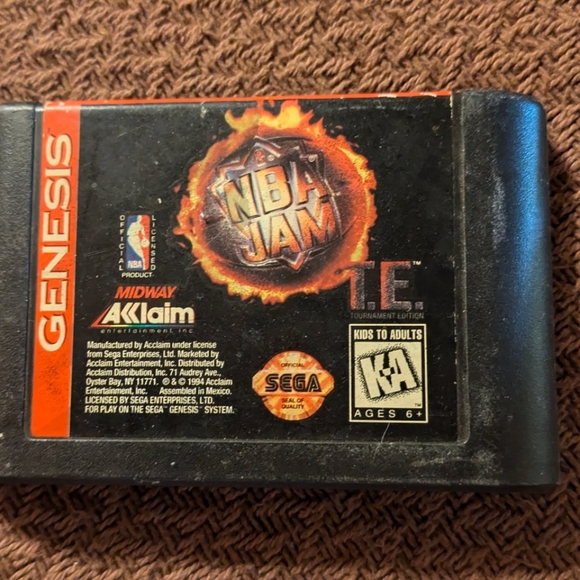 GENESIS
NBA
JAM
T.E.™
TOURNAMENT EDITION
OFFICIAL LICENSED
NBA
PRODUCT
MIDWAY
AKKlaim
entertainment, inc.
Manufactured by Acclaim under license
from Sega Enterprises, Ltd. Marketed by
Acclaim Entertainment, Inc. Distributed by
Acclaim Distribution, Inc. 71 Audrey Ave.,
Oyster Bay, NY 11771. ® & © 1994 Acclaim
Entertainment, Inc. Assembled in Mexico.
LICENSED BY SEGA ENTERPRISES, LTD.
FOR PLAY ON THE SEGA™ GENESIS™ SYSTEM.
OFFICIAL
SEGA
SEAL OF
QUALITY
KIDS TO ADULTS
K-A
AGES 6+